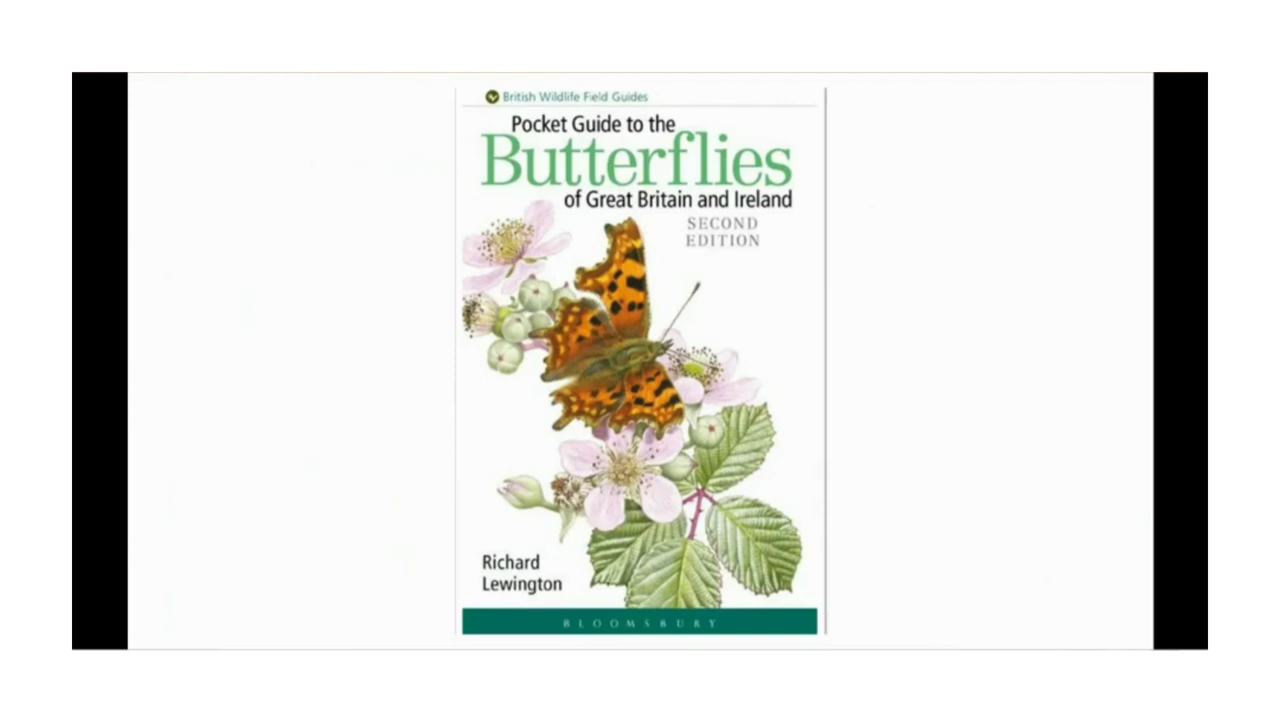 British Wildlife Field Guides
Pocket Guide to the
Butterflies
of Great Britain and Ireland
SECOND
EDITION
Richard
Lewington
BLOOMSBURY